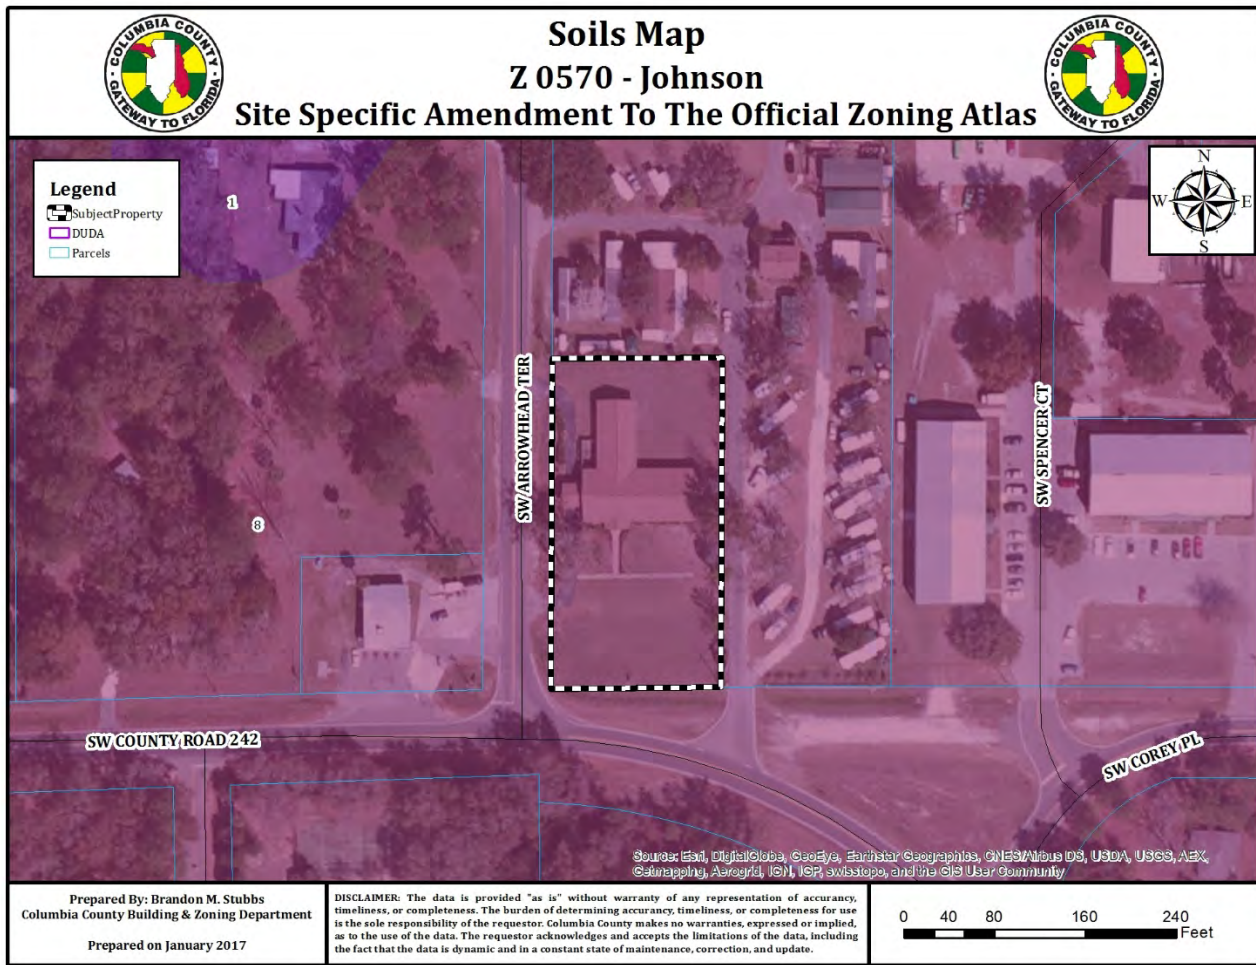 COLUMBIA COUNTY
GATEWAY TO FLORIDA
Soils Map
Z 0570 - Johnson
Site Specific Amendment To The Official Zoning Atlas
COLUMBIA COUNTY
GATEWAY TO FLORIDA
Legend
SubjectProperty
DUDA
Parcels
1
N
W E
S
SW ARROWHEAD TER
SW SPENCER CT
8
SW COUNTY ROAD 242
SW COREY PL
Source: Esri, DigitalGlobe, GeoEye, Earthstar Geographics, CNES/Airbus DS, USDA, USGS, AEX,
Getmapping, Aerogrid, IGN, IGP, swisstopo, and the GIS User Community
Prepared By: Brandon M. Stubbs
Columbia County Building & Zoning Department
Prepared on January 2017
DISCLAIMER: The data is provided "as is" without warranty of any representation of accuracy,
timeliness, or completeness. The burden of determining accuracy, timeliness, or completeness for use
is the sole responsibility of the requestor. Columbia County makes no warranties, expressed or implied,
as to the use of the data. The requestor acknowledges and accepts the limitations of the data, including
the fact that the data is dynamic and in a constant state of maintenance, correction, and update.
0 40 80 160 240
Feet